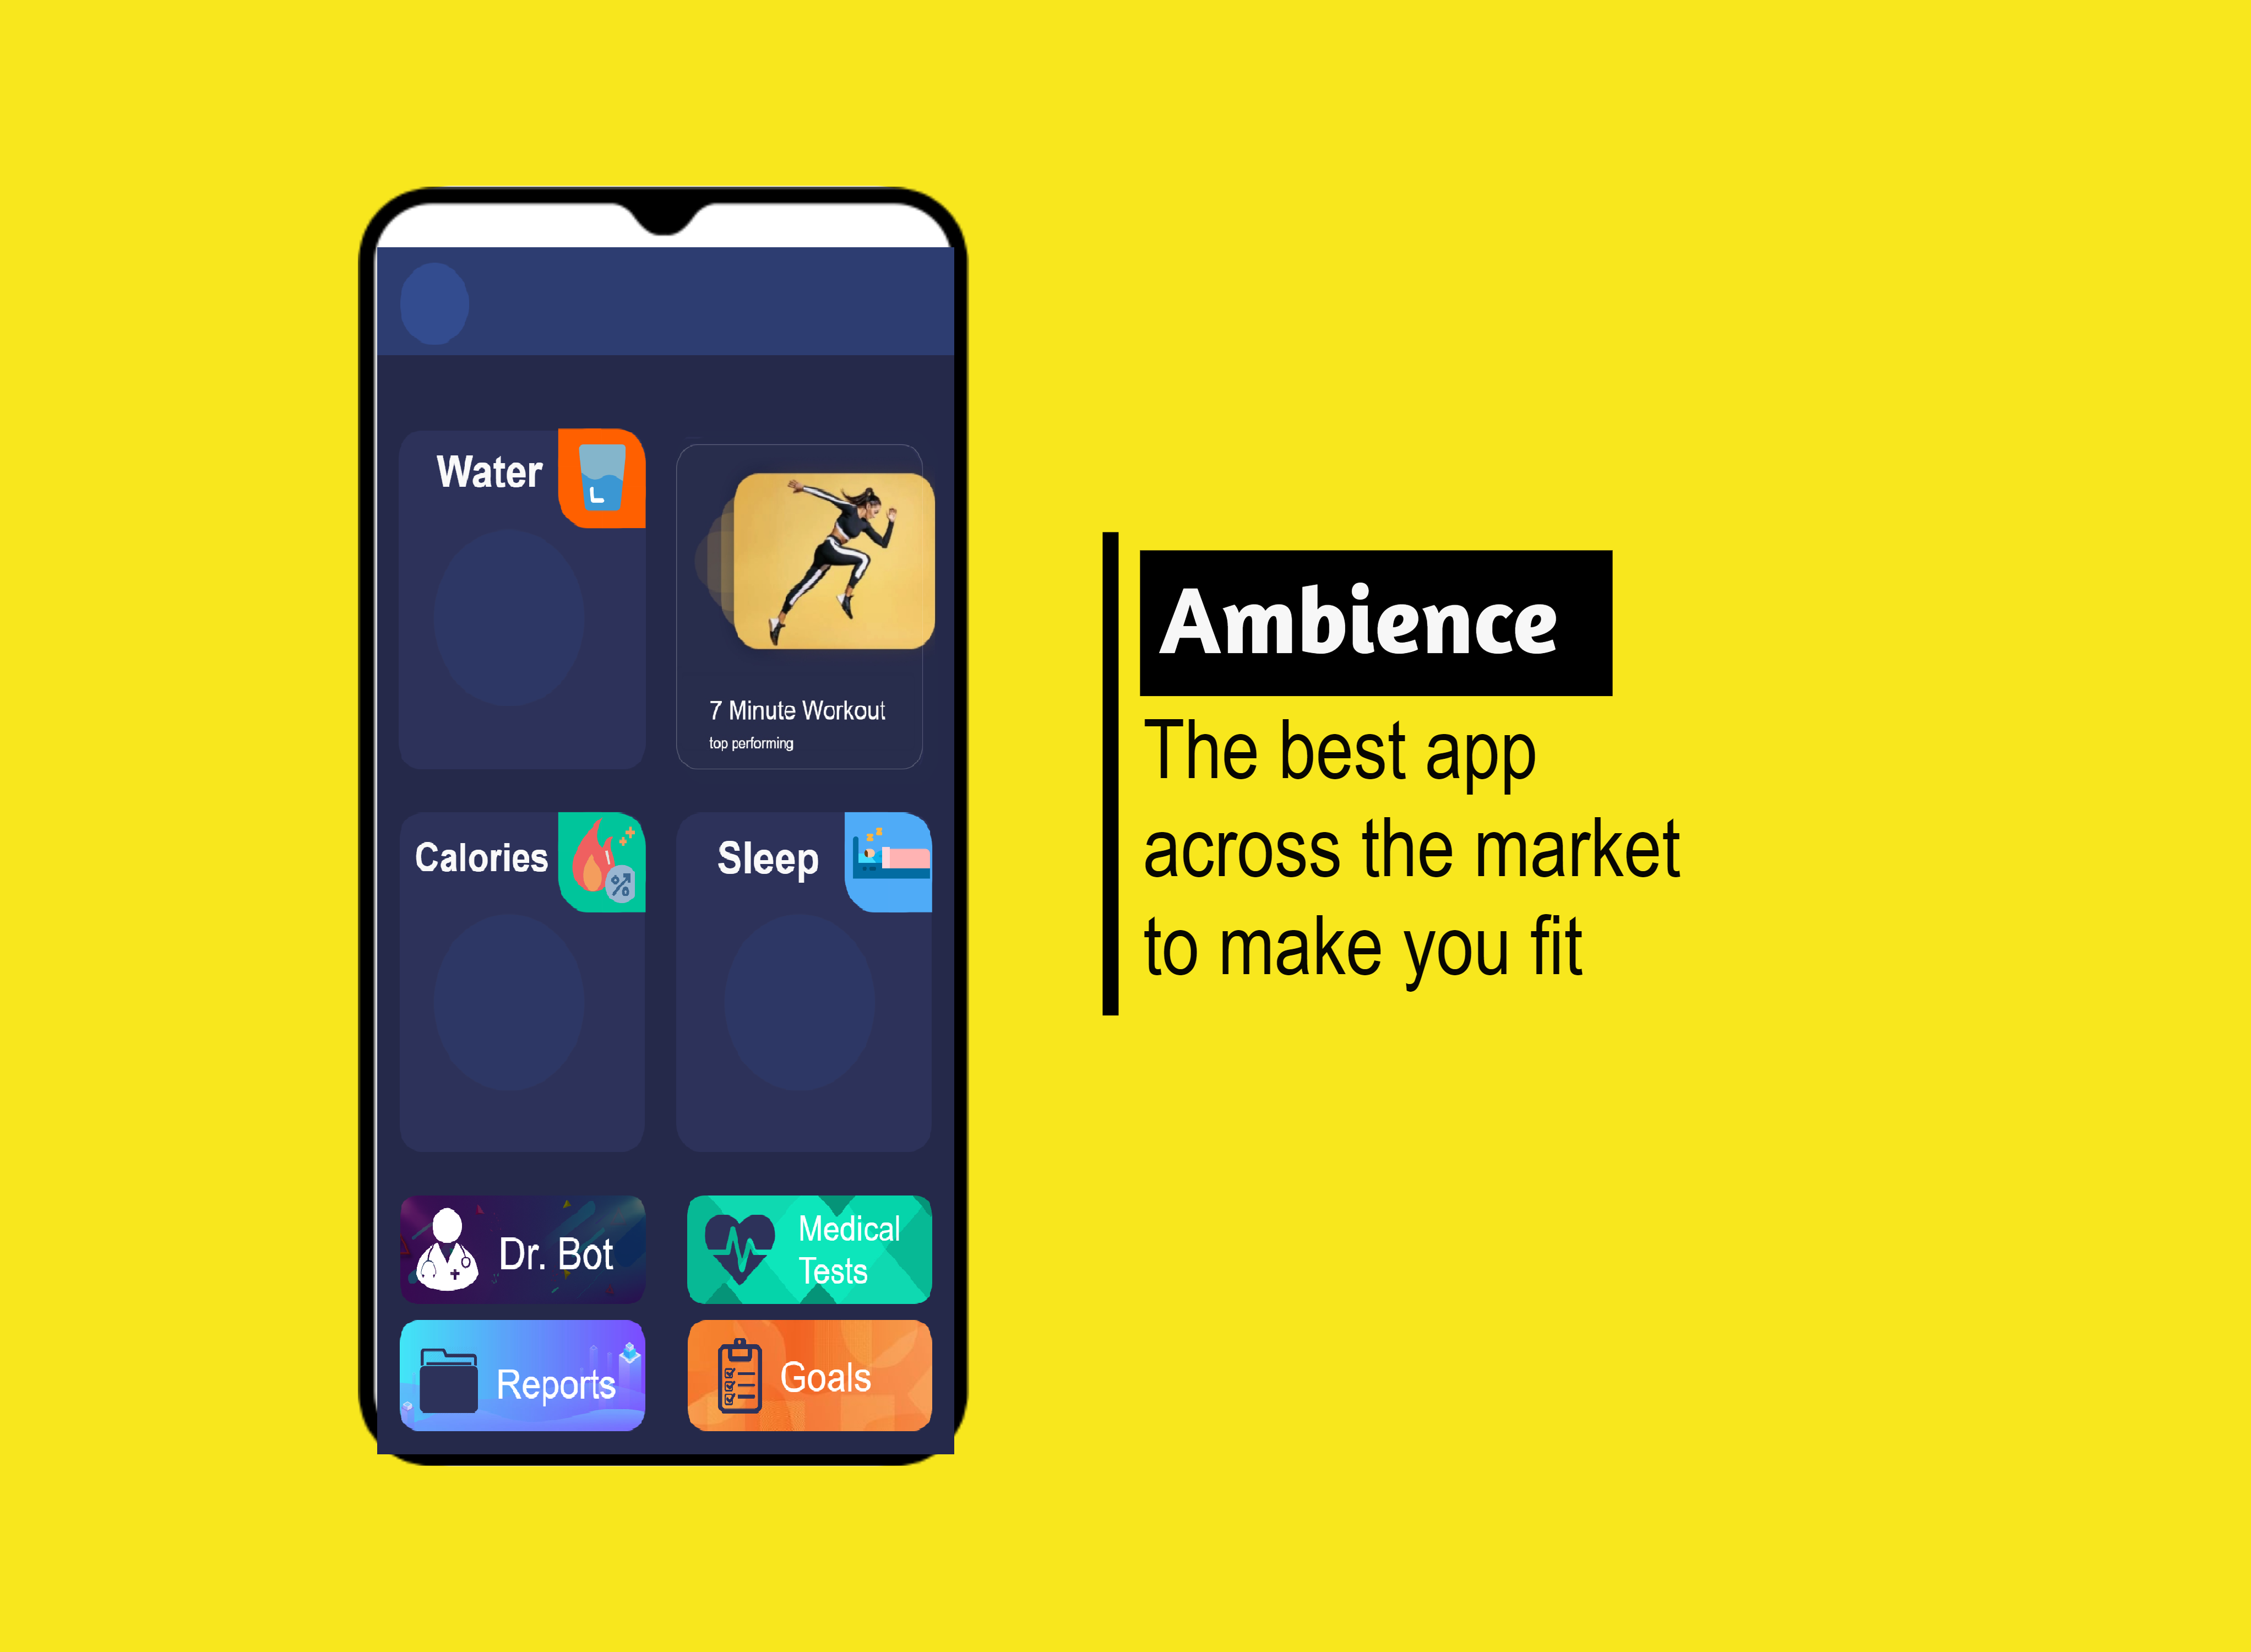 Water
7 Minute Workout
top performing
Calories
Sleep
Dr. Bot
Medical
Tests
Reports
Goals
Ambience
The best app
across the market
to make you fit